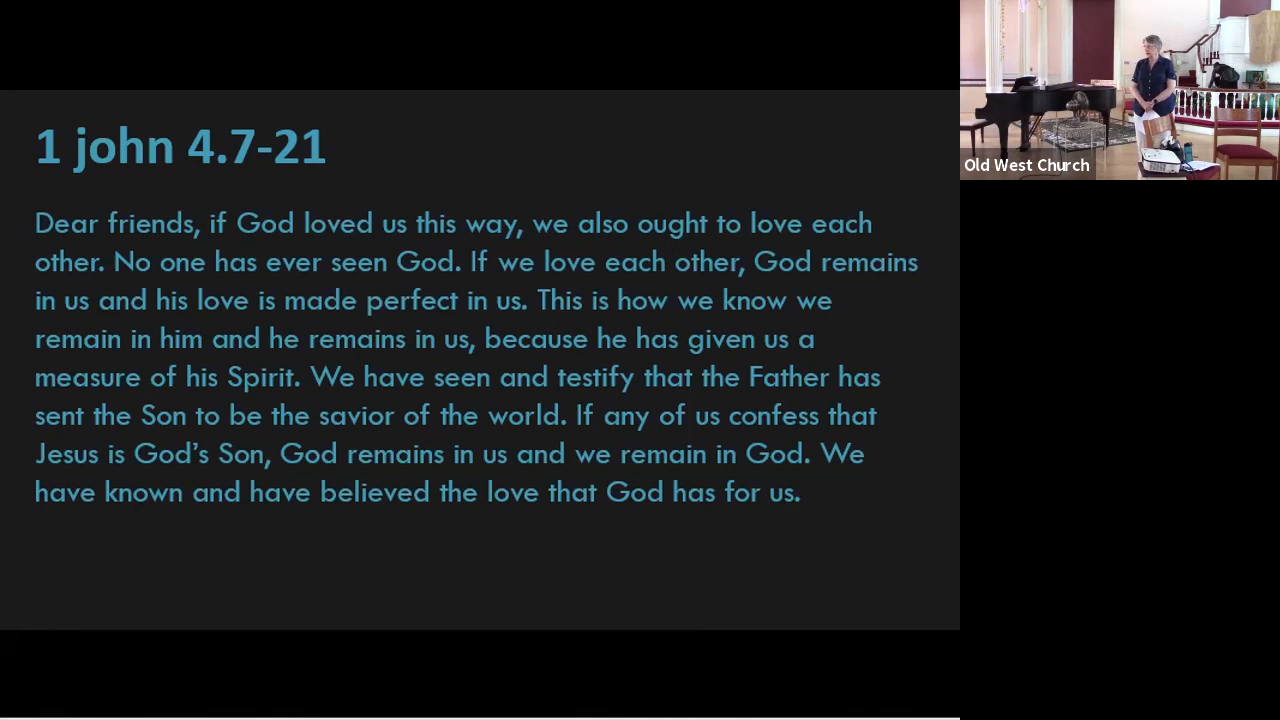 1 john 4.7-21
Dear friends, if God loved us this way, we also ought to love each
other. No one has ever seen God. If we love each other, God remains
in us and his love is made perfect in us. This is how we know we
remain in him and he remains in us, because he has given us a
measure of his Spirit. We have seen and testify that the Father has
sent the Son to be the savior of the world. If any of us confess that
Jesus is God’s Son, God remains in us and we remain in God. We
have known and have believed the love that God has for us.
Old West Church